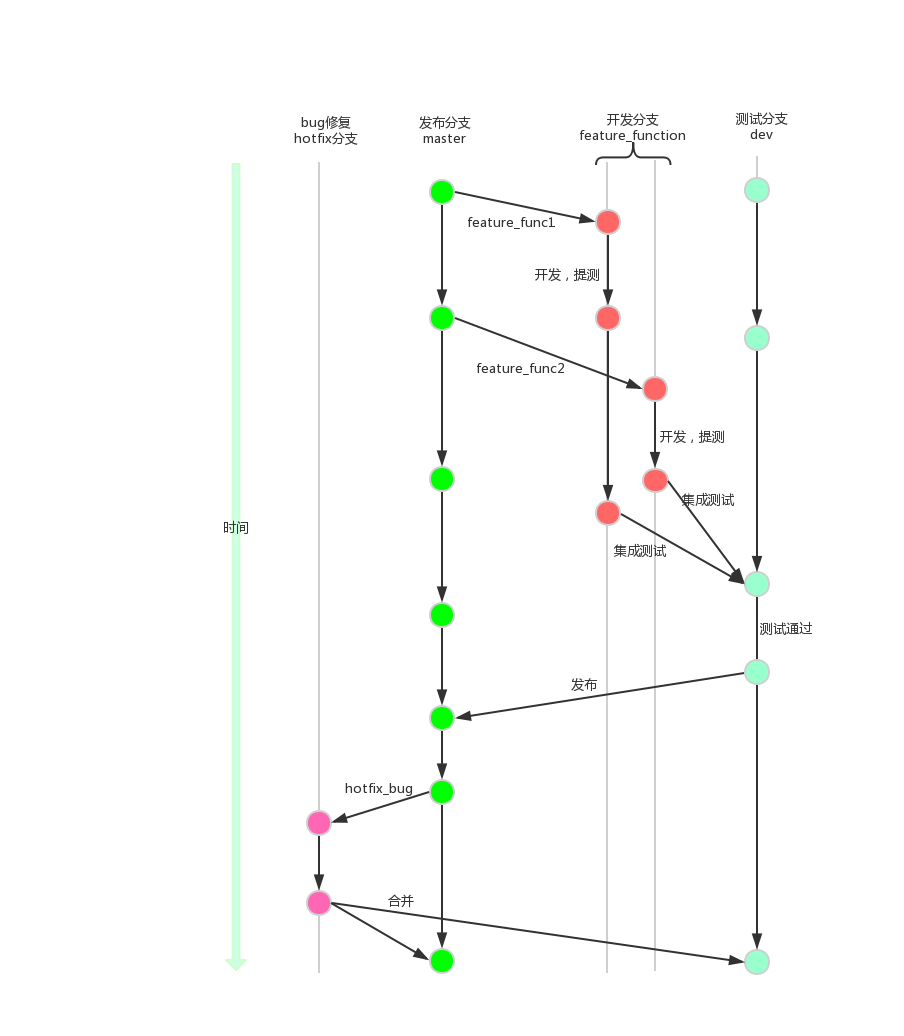 bug修复
hotfix分支
发布分支
master
开发分支
feature_function
测试分支
dev
feature_func1
开发，提测
feature_func2
开发，提测
集成测试
时间
集成测试
测试通过
发布
hotfix_bug
合并